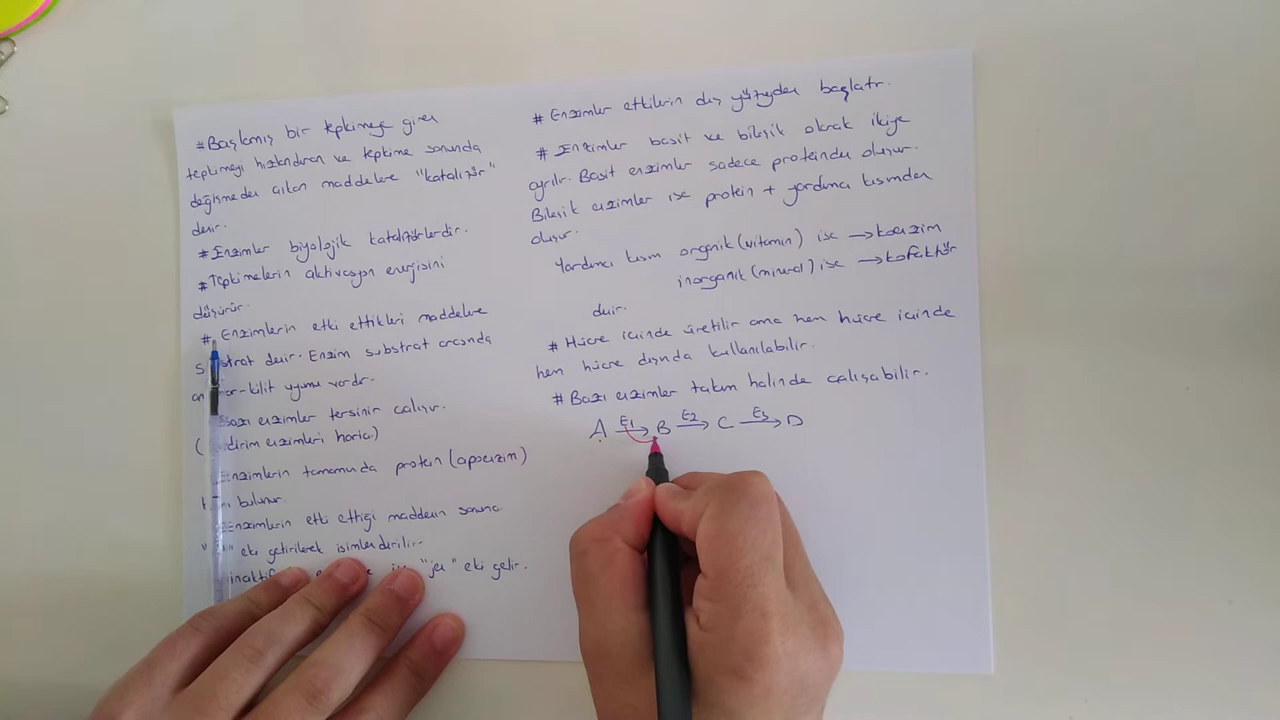 #Başlamış bir tepkimeye giren
tepkimeyi hızlandıran ve tepkime sonunda
değişmeden çıkan maddelere "katalizör"
denir.
#Enzimler biyolojik katalizörlerdir.
#Tepkimelerin aktivasyon enerjisini
düşürür.
# Enzimlerin etki ettikleri maddelere
denir. Enzim substrat arasında
kilit uyumu vardır.
Bazı enzimler tersinir çalışır.
( enzimleri hariç)
Enzimlerin tamamında protein (apoenzim)
bulunur.
Enzimlerin etki ettiği maddenin sonuna
eki getirilerek isimlendirilir.
"jen" eki gelir.
# Enzimler etkilerini dış yüzeyden başlatır.
# Enzimler basit ve bileşik olarak ikiye
ayrılır. Basit enzimler sadece proteinden oluşur.
Bileşik enzimler ise protein + yardımcı kısımdan
oluşur.
Yardımcı kısım organik (vitamin) ise → koenzim
inorganik (mineral) ise → kofaktör
denir.
# Hücre içinde üretilir ama hem hücre içinde
hem hücre dışında kullanılabilir.
# Bazı enzimler takım halinde çalışabilir.
A E1→ B E2→ C E3→ D